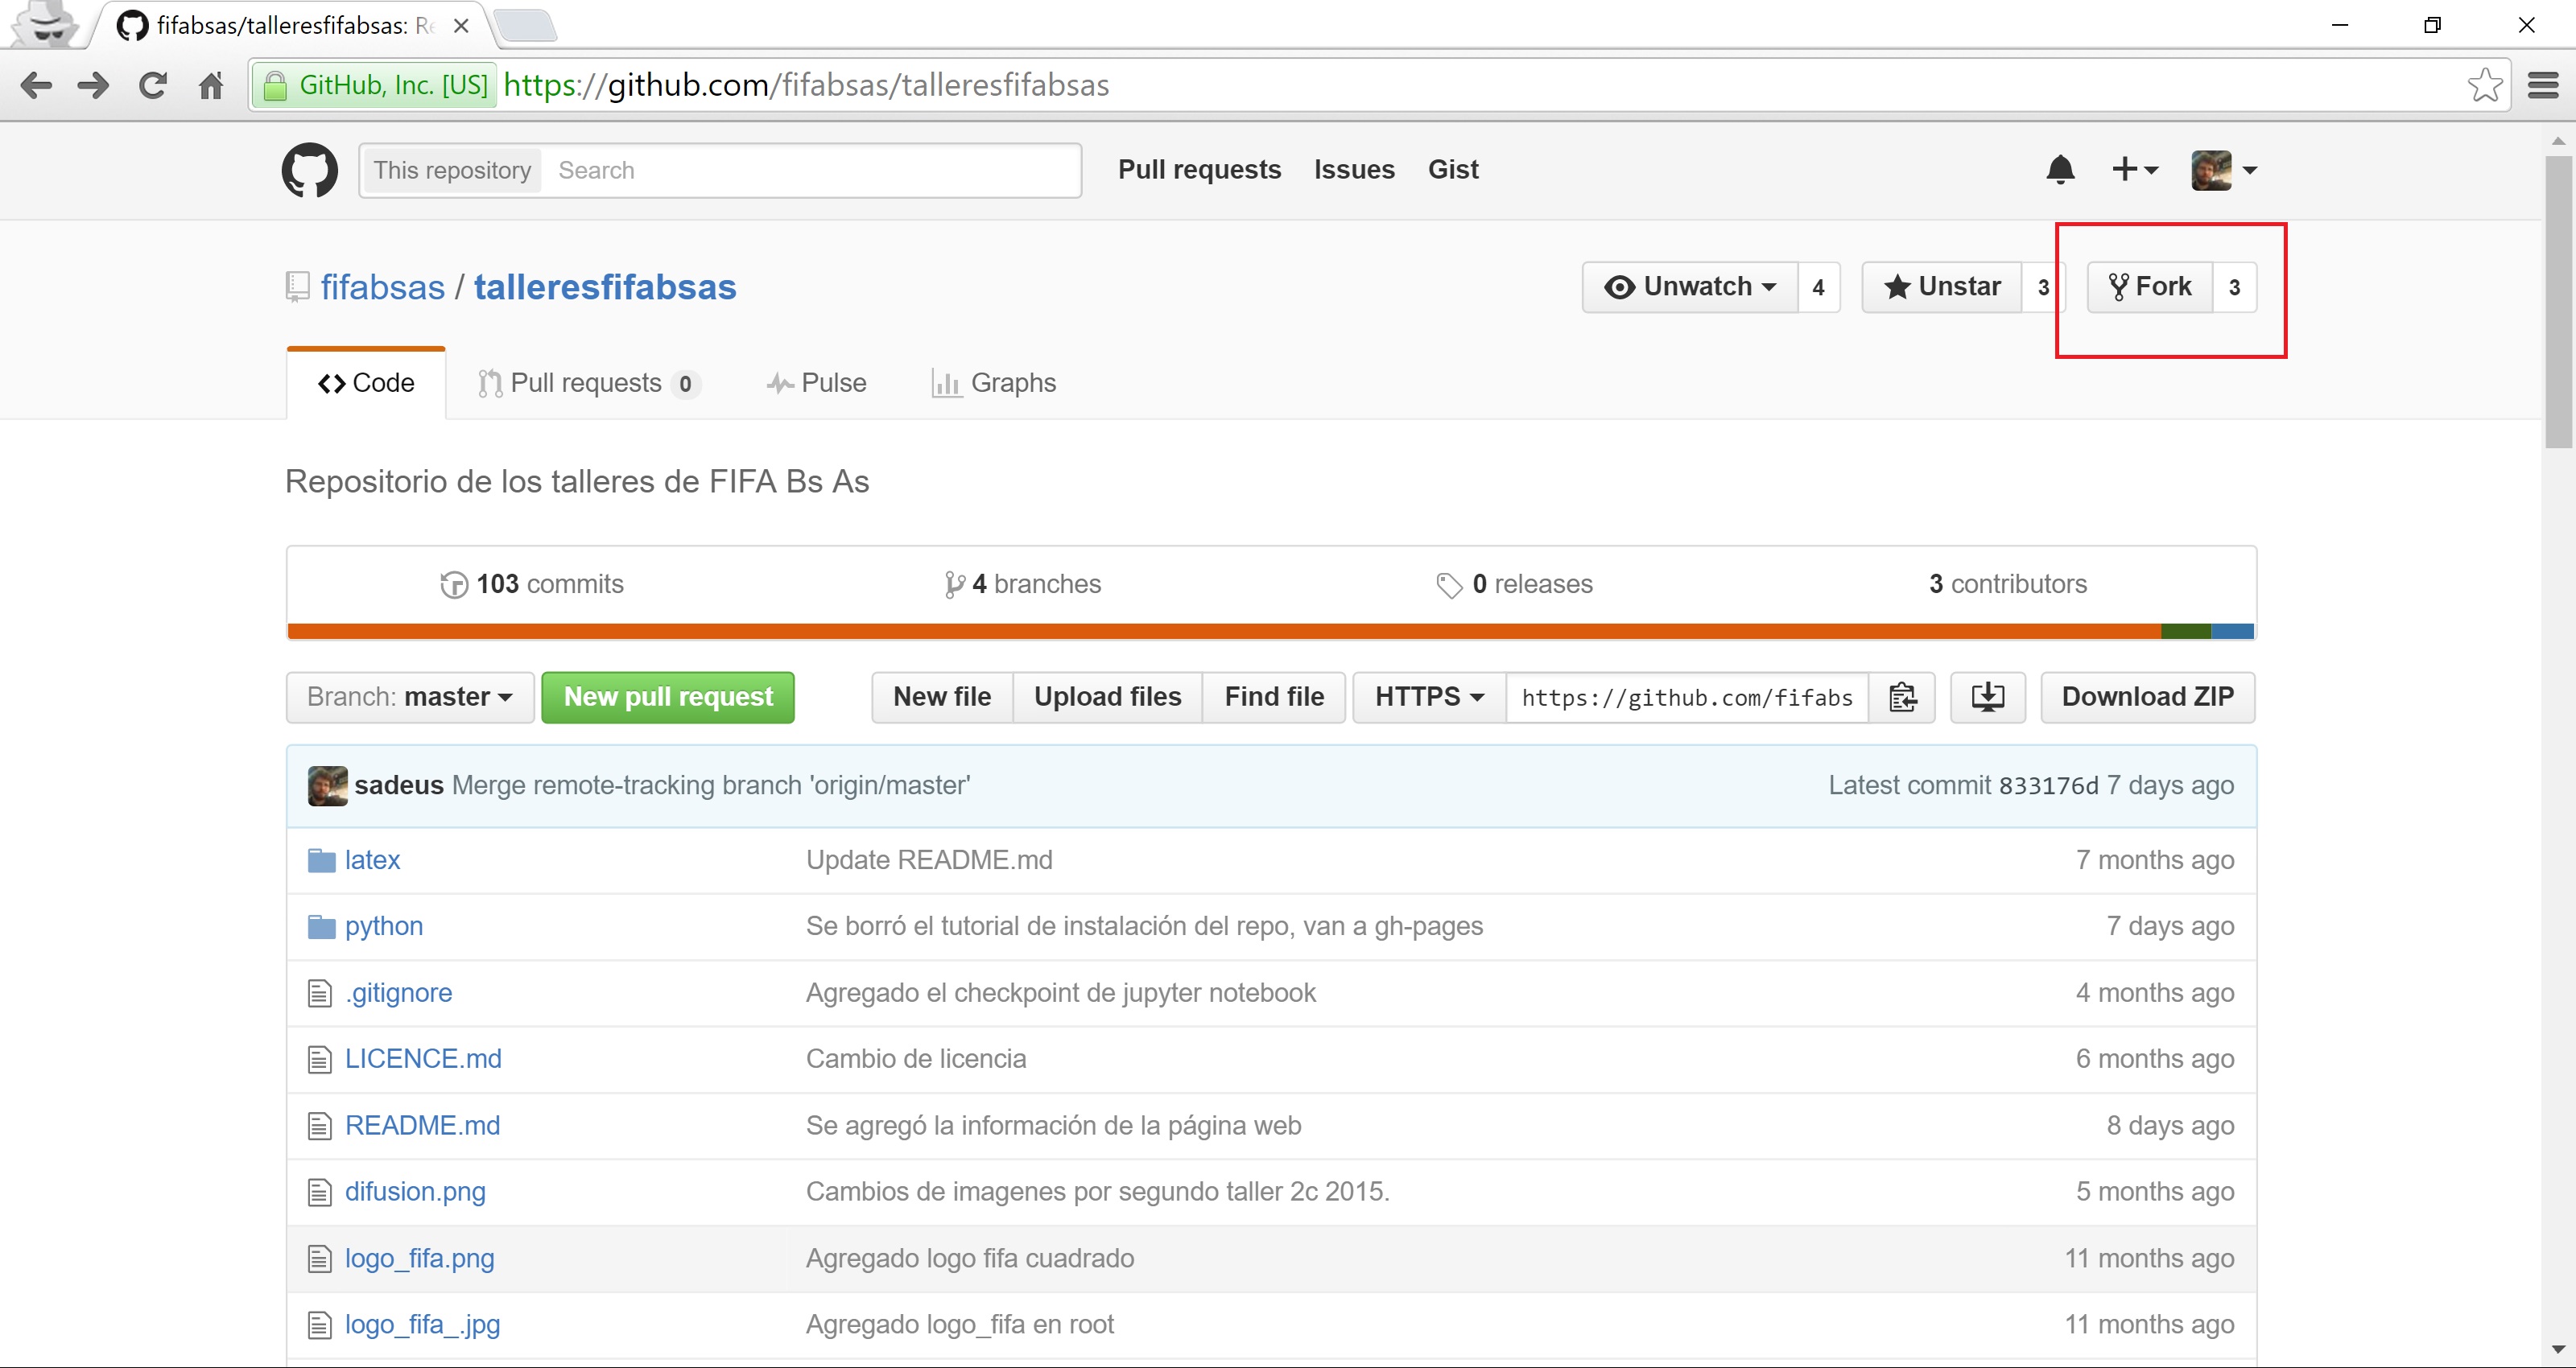 fifabsas/talleresfifabsas: Re
GitHub, Inc. [US] https://github.com/fifabsas/talleresfifabsas
This repository Search Pull requests Issues Gist
fifabsas / talleresfifabsas Unwatch 4 Unstar 3 Fork 3
Code Pull requests 0 Pulse Graphs
Repositorio de los talleres de FIFA Bs As
103 commits 4 branches 0 releases 3 contributors
Branch: master New pull request New file Upload files Find file HTTPS https://github.com/fifabs Download ZIP
sadeus Merge remote-tracking branch 'origin/master' Latest commit 833176d 7 days ago
latex Update README.md 7 months ago
python Se borró el tutorial de instalación del repo, van a gh-pages 7 days ago
.gitignore Agregado el checkpoint de jupyter notebook 4 months ago
LICENCE.md Cambio de licencia 6 months ago
README.md Se agregó la información de la página web 8 days ago
difusion.png Cambios de imagenes por segundo taller 2c 2015. 5 months ago
logo_fifa.png Agregado logo fifa cuadrado 11 months ago
logo_fifa_.jpg Agregado logo_fifa en root 11 months ago